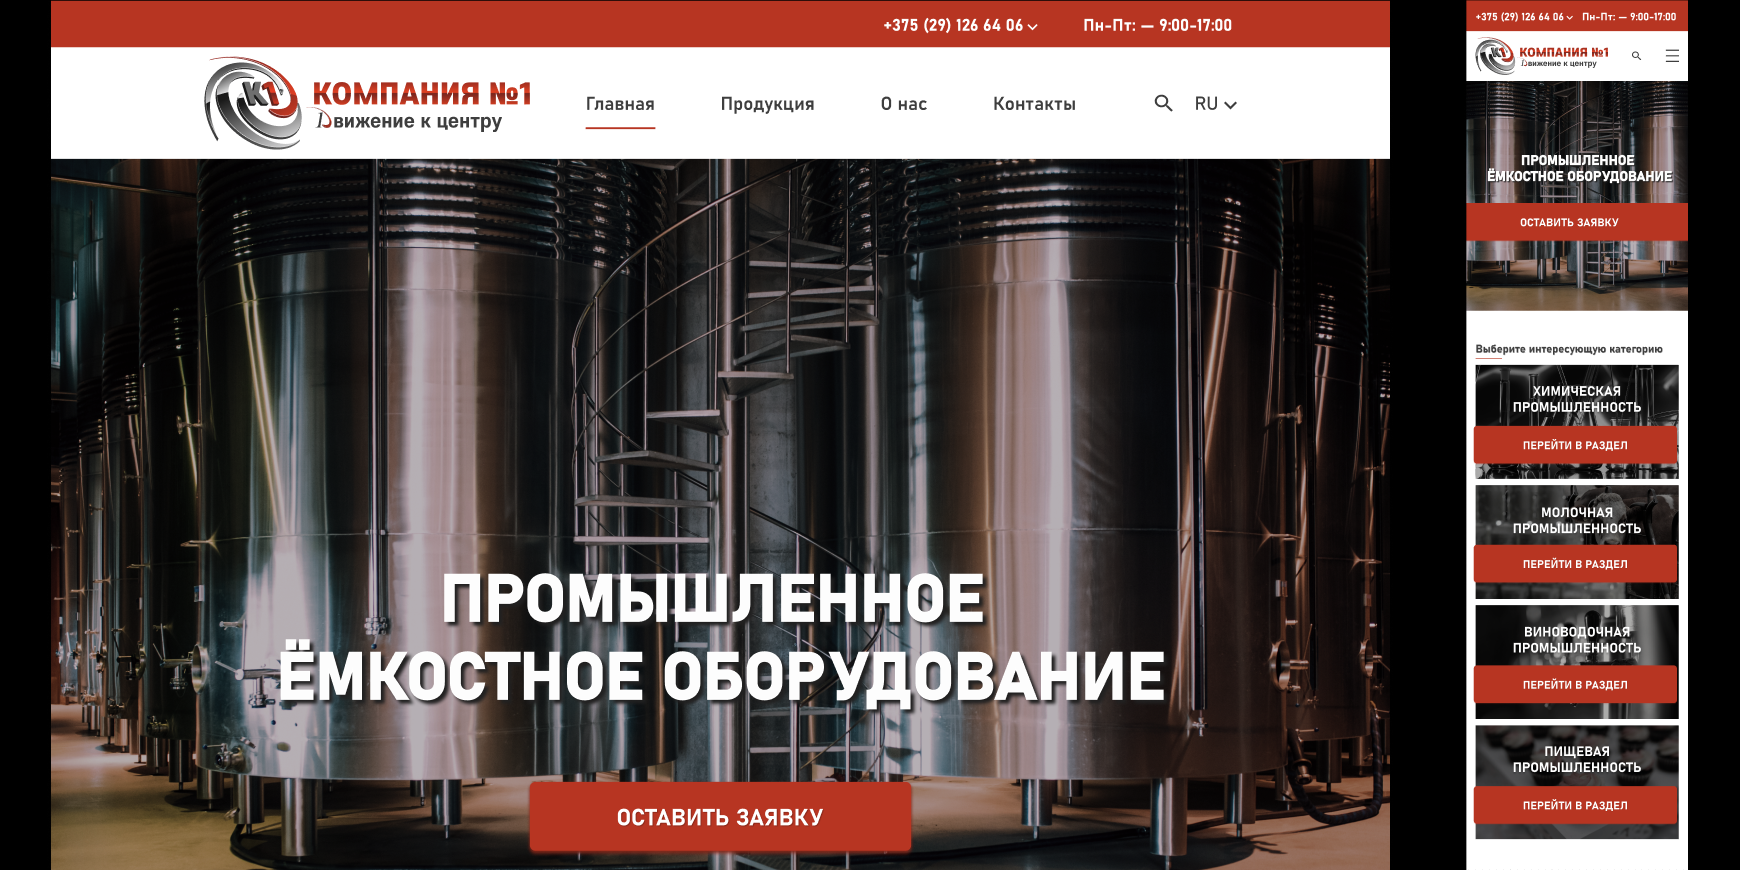 +375 (29) 126 64 06
Пн-Пт: — 9:00-17:00
К1
КОМПАНИЯ №1
Движение к центру
Главная
Продукция
О нас
Контакты
RU
ПРОМЫШЛЕННОЕ
ЁМКОСТНОЕ ОБОРУДОВАНИЕ
ОСТАВИТЬ ЗАЯВКУ
+375 (29) 126 64 06
Пн-Пт: — 9:00-17:00
К1
КОМПАНИЯ №1
Движение к центру
ПРОМЫШЛЕННОЕ
ЁМКОСТНОЕ ОБОРУДОВАНИЕ
ОСТАВИТЬ ЗАЯВКУ
Выберите интересующую категорию
ХИМИЧЕСКАЯ
ПРОМЫШЛЕННОСТЬ
ПЕРЕЙТИ В РАЗДЕЛ
МОЛОЧНАЯ
ПРОМЫШЛЕННОСТЬ
ПЕРЕЙТИ В РАЗДЕЛ
ВИНОВОДОЧНАЯ
ПРОМЫШЛЕННОСТЬ
ПЕРЕЙТИ В РАЗДЕЛ
ПИЩЕВАЯ
ПРОМЫШЛЕННОСТЬ
ПЕРЕЙТИ В РАЗДЕЛ